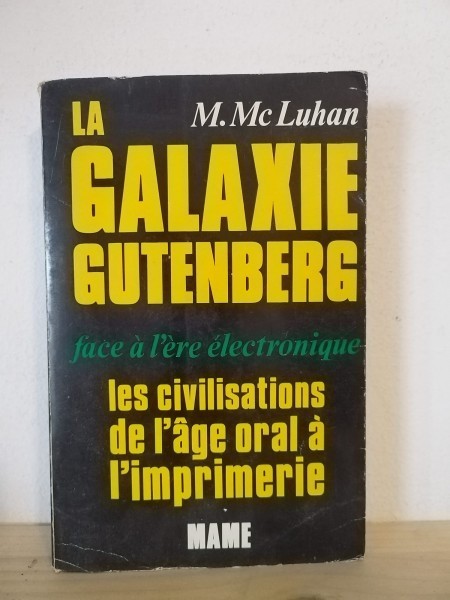 LA
M. Mc Luhan
GALAXIE
GUTENBERG
face à l'ère électronique
les civilisations
de l'âge oral à
l'imprimerie
MAME